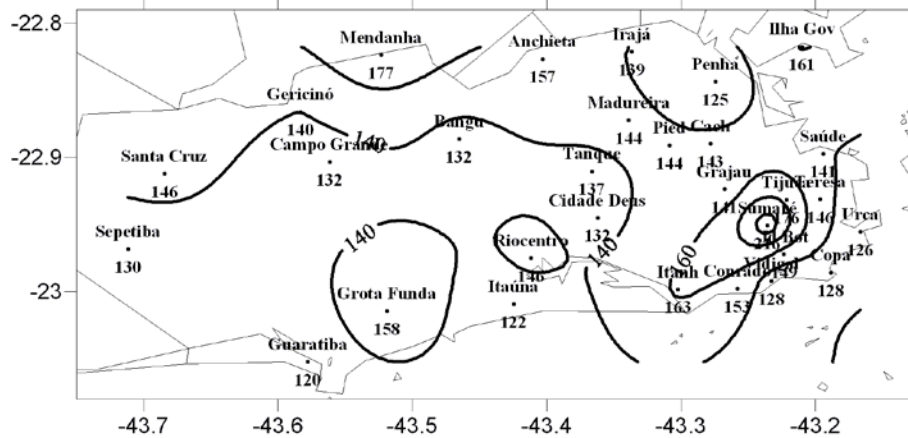 -22.8
Ilha Gov
Irajá
Mendanha
Anchieta
161
139
Penhá
177
157
125
Gericinó
Madureira
140
140
Bangu
144
Pied
Cach
-22.9
Campo Grande
132
Tanque
144
143
Saúde
Santa Cruz
132
137
Grajau
141
146
Cidade Deus
141
Tijuca
Teresa
Sumaré
146
Urca
Sepetiba
140
132
126
130
Riocentro
140
160
Copa
146
Itanh
128
-23
Grota Funda
Itaúna
163
153
128
158
122
Guaratiba
120
-43.7
-43.6
-43.5
-43.4
-43.3
-43.2